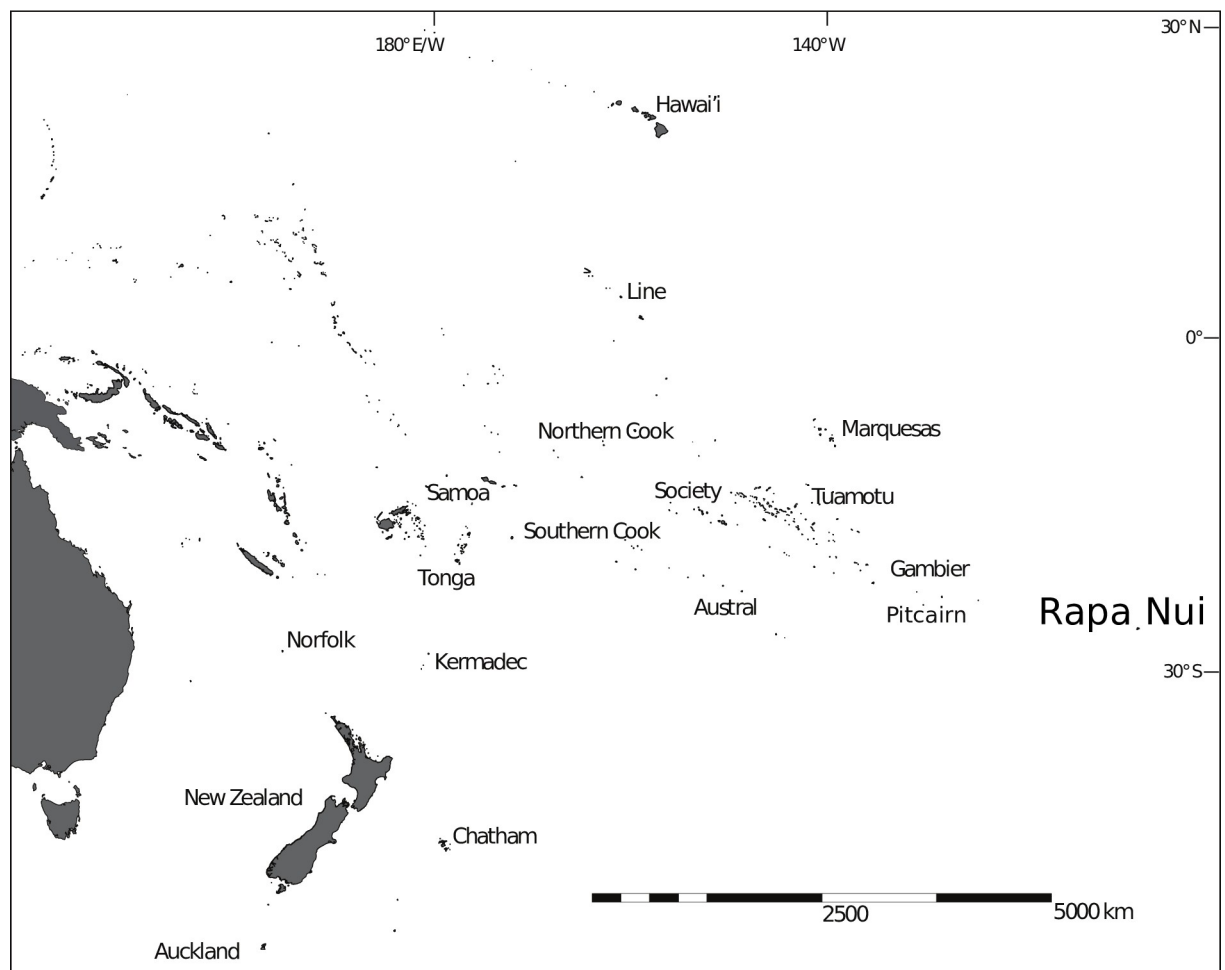 180°E/W
140°W
30°N
Hawai'i
Line
0°
Northern Cook
Marquesas
Samoa
Society
Tuamotu
Southern Cook
Tonga
Gambier
Austral
Pitcairn
Rapa Nui
Norfolk
Kermadec
30°S
New Zealand
Chatham
2500
5000 km
Auckland